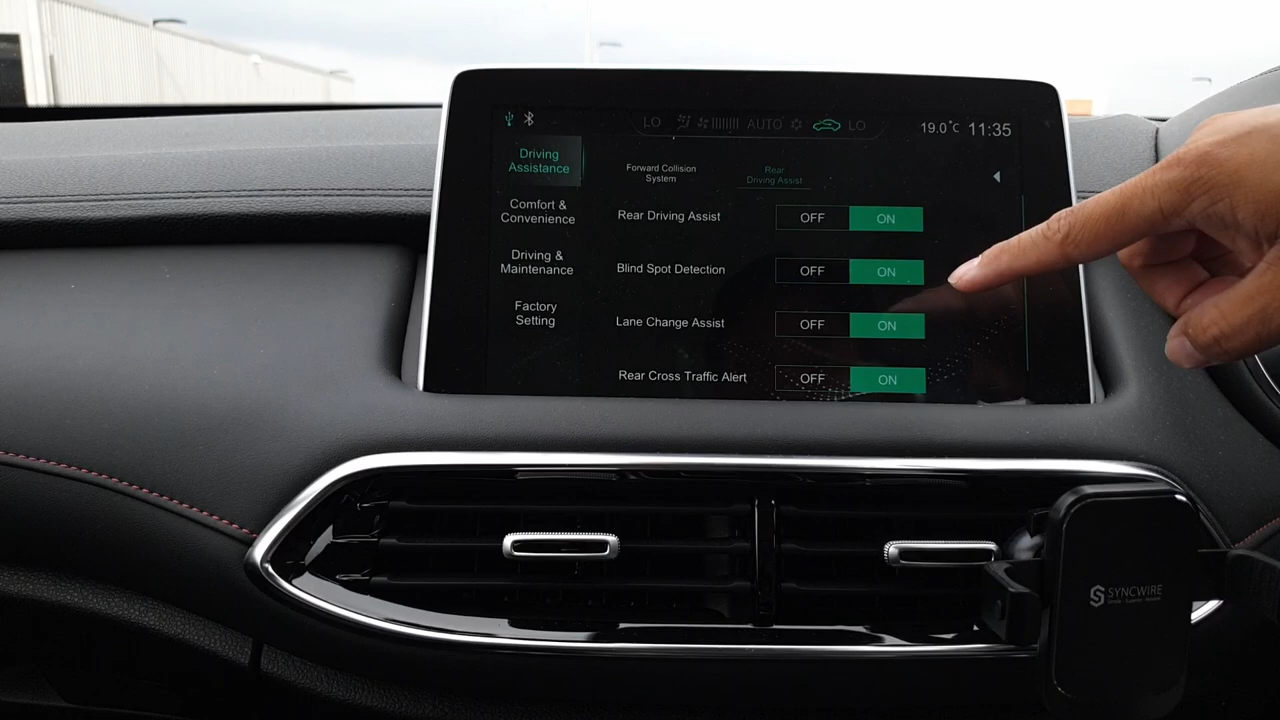 LO AUTO LO 19.0°C 11:35
Driving
Assistance
Forward Collision
System
Rear
Driving Assist
Comfort &
Convenience
Driving &
Maintenance
Factory
Setting
Rear Driving Assist OFF ON
Blind Spot Detection OFF ON
Lane Change Assist OFF ON
Rear Cross Traffic Alert OFF ON
SYNCWIRE